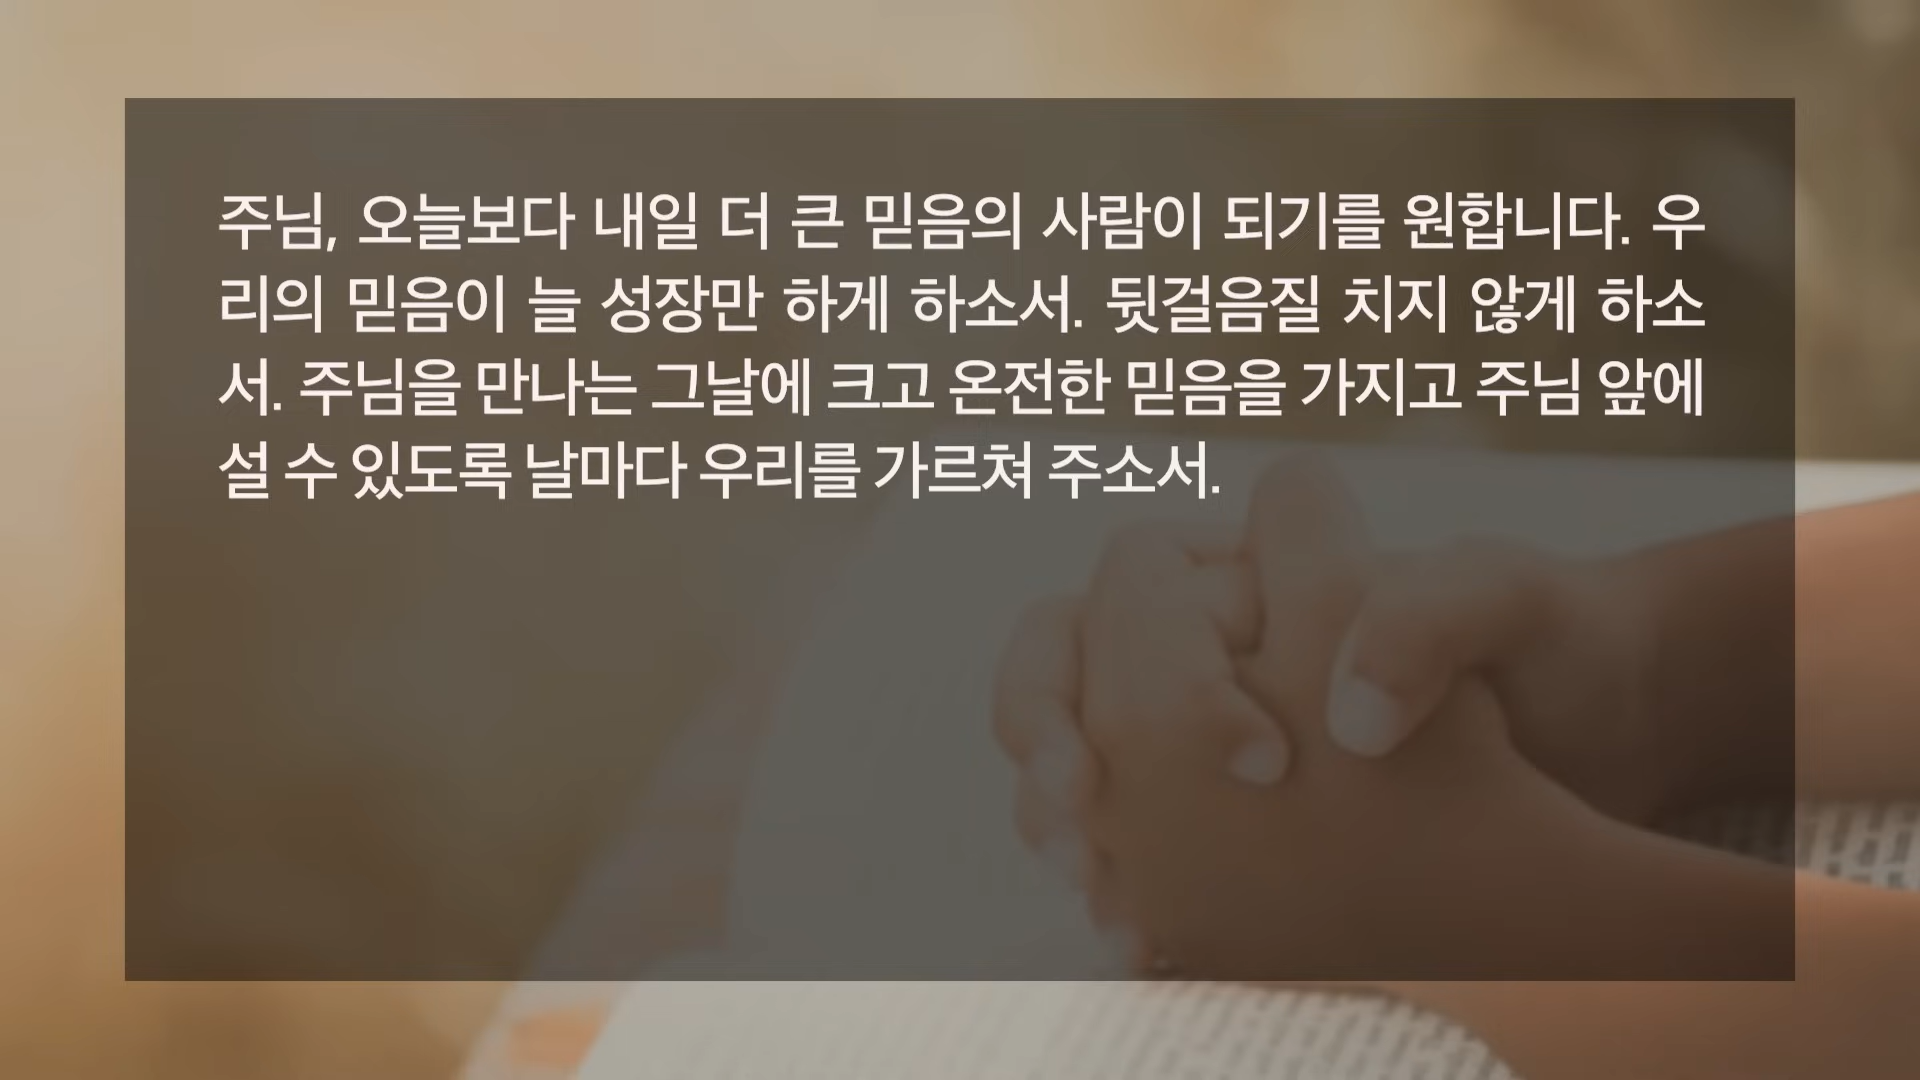 주님, 오늘보다 내일 더 큰 믿음의 사람이 되기를 원합니다. 우
리의 믿음이 늘 성장만 하게 하소서. 뒷걸음질 치지 않게 하소
서. 주님을 만나는 그날에 크고 온전한 믿음을 가지고 주님 앞에
설 수 있도록 날마다 우리를 가르쳐 주소서.